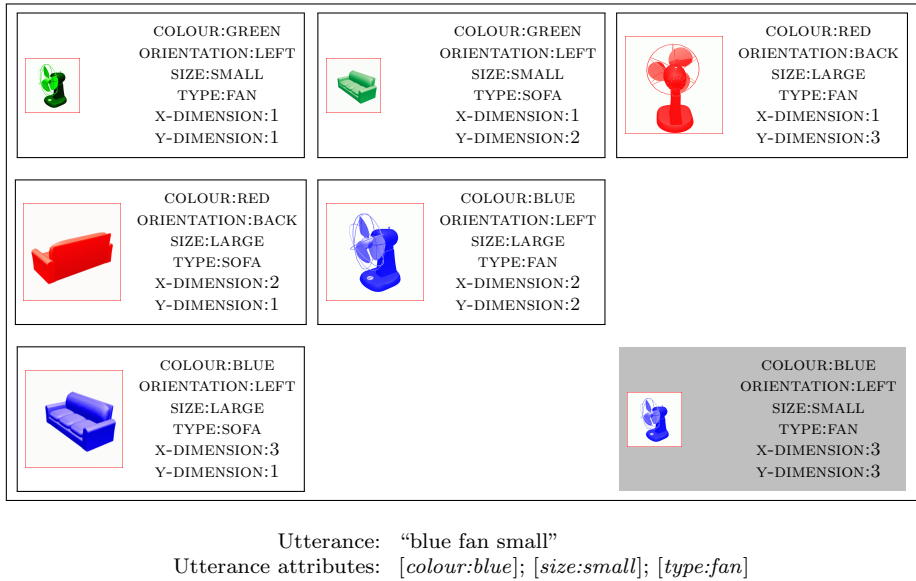 COLOUR:GREEN
ORIENTATION:LEFT
SIZE:SMALL
TYPE:FAN
X-DIMENSION:1
Y-DIMENSION:1
COLOUR:GREEN
ORIENTATION:LEFT
SIZE:SMALL
TYPE:SOFA
X-DIMENSION:1
Y-DIMENSION:2
COLOUR:RED
ORIENTATION:BACK
SIZE:LARGE
TYPE:FAN
X-DIMENSION:1
Y-DIMENSION:3
COLOUR:RED
ORIENTATION:BACK
SIZE:LARGE
TYPE:SOFA
X-DIMENSION:2
Y-DIMENSION:1
COLOUR:BLUE
ORIENTATION:LEFT
SIZE:LARGE
TYPE:FAN
X-DIMENSION:2
Y-DIMENSION:2
COLOUR:BLUE
ORIENTATION:LEFT
SIZE:LARGE
TYPE:SOFA
X-DIMENSION:3
Y-DIMENSION:1
COLOUR:BLUE
ORIENTATION:LEFT
SIZE:SMALL
TYPE:FAN
X-DIMENSION:3
Y-DIMENSION:3
Utterance: “blue fan small”
Utterance attributes: [colour:blue]; [size:small]; [type:fan]